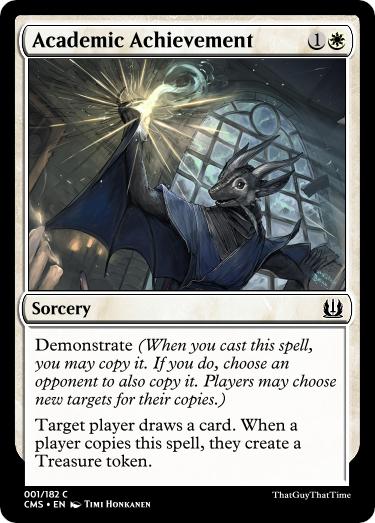 Academic Achievement 1
Sorcery
Demonstrate (When you cast this spell,
you may copy it. If you do, choose an
opponent to also copy it. Players may choose
new targets for their copies.)
Target player draws a card. When a
player copies this spell, they create a
Treasure token.
001/182 C
CMS • EN Timi Honkanen
ThatGuyThatTime